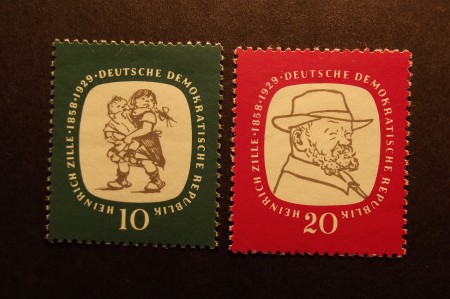 HEINRICH ZILLE · 1858 · 1929 · DEUTSCHE DEMOKRATISCHE REPUBLIK
10
HEINRICH ZILLE · 1858 · 1929 · DEUTSCHE DEMOKRATISCHE REPUBLIK
20